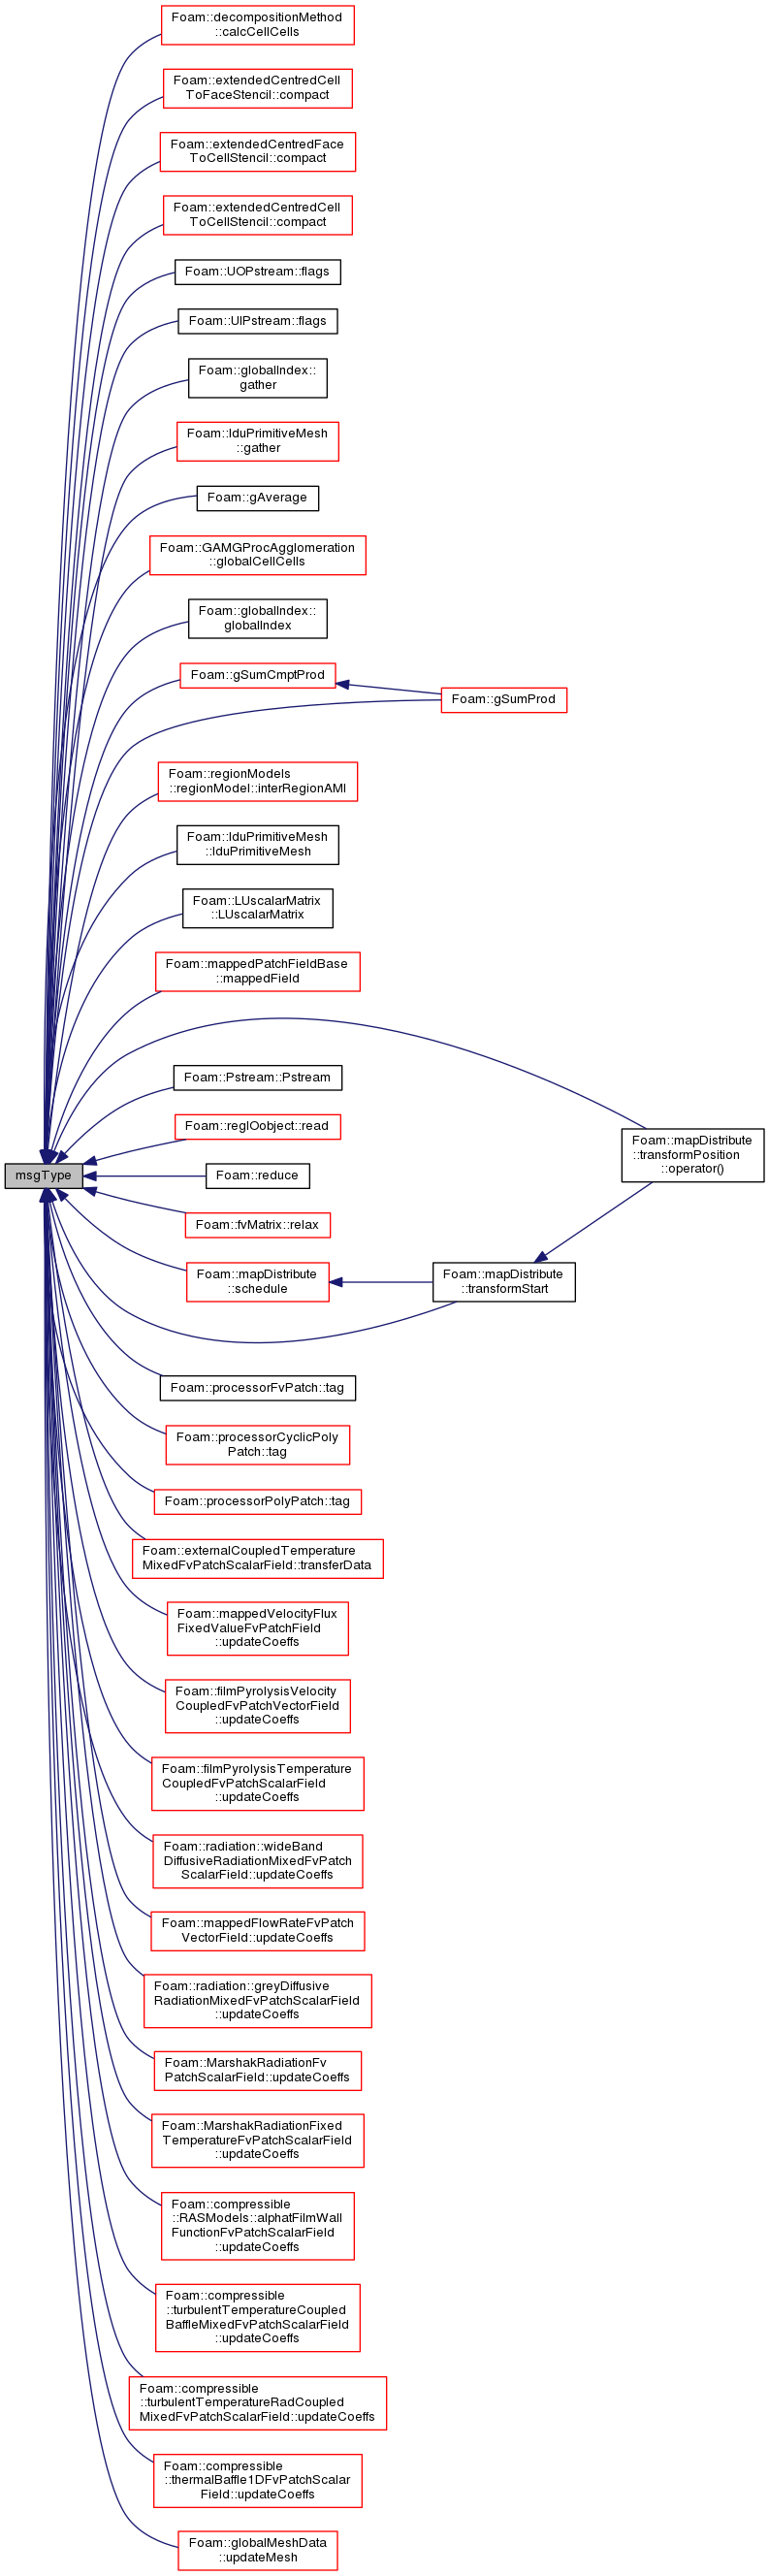 Foam::decompositionMethod
::calcCellCells
Foam::extendedCentredCell
ToFaceStencil::compact
Foam::extendedCentredFace
ToCellStencil::compact
Foam::extendedCentredCell
ToCellStencil::compact
Foam::UOPstream::flags
Foam::UIPstream::flags
Foam::globalIndex::
gather
Foam::lduPrimitiveMesh
::gather
Foam::gAverage
Foam::GAMGProcAgglomeration
::globalCellCells
Foam::globalIndex::
globalIndex
Foam::gSumCmptProd
Foam::gSumProd
Foam::regionModels
::regionModel::interRegionAMI
Foam::lduPrimitiveMesh
::lduPrimitiveMesh
Foam::LUscalarMatrix
::LUscalarMatrix
Foam::mappedPatchFieldBase
::mappedField
Foam::Pstream::Pstream
Foam::regIOobject::read
Foam::mapDistribute
::transformPosition
::operator()
msgType
Foam::reduce
Foam::fvMatrix::relax
Foam::mapDistribute
::schedule
Foam::mapDistribute
::transformStart
Foam::processorFvPatch::tag
Foam::processorCyclicPoly
Patch::tag
Foam::processorPolyPatch::tag
Foam::externalCoupledTemperature
MixedFvPatchScalarField::transferData
Foam::mappedVelocityFlux
FixedValueFvPatchField
::updateCoeffs
Foam::filmPyrolysisVelocity
CoupledFvPatchVectorField
::updateCoeffs
Foam::filmPyrolysisTemperature
CoupledFvPatchScalarField
::updateCoeffs
Foam::radiation::wideBand
DiffusiveRadiationMixedFvPatch
ScalarField::updateCoeffs
Foam::mappedFlowRateFvPatch
VectorField::updateCoeffs
Foam::radiation::greyDiffusive
RadiationMixedFvPatchScalarField
::updateCoeffs
Foam::MarshakRadiationFv
PatchScalarField::updateCoeffs
Foam::MarshakRadiationFixed
TemperatureFvPatchScalarField
::updateCoeffs
Foam::compressible
::RASModels::alphatFilmWall
FunctionFvPatchScalarField
::updateCoeffs
Foam::compressible
::turbulentTemperatureCoupled
BaffleMixedFvPatchScalarField
::updateCoeffs
Foam::compressible
::turbulentTemperatureRadCoupled
MixedFvPatchScalarField::updateCoeffs
Foam::compressible
::thermalBaffle1DFvPatchScalar
Field::updateCoeffs
Foam::globalMeshData
::updateMesh